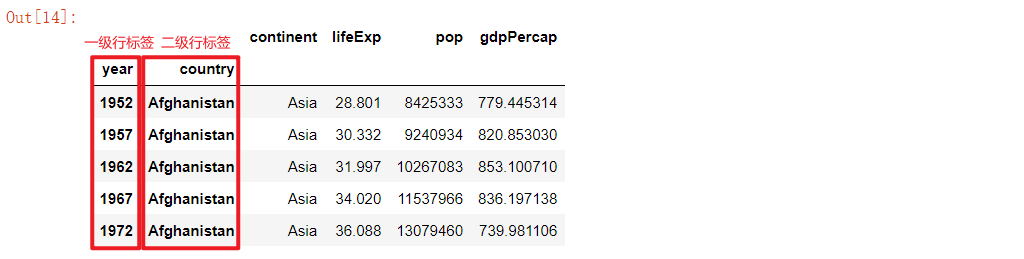 Out[14]:
一级行标签 二级行标签
continent lifeExp pop gdpPercap
year country
1952 Afghanistan Asia 28.801 8425333 779.445314
1957 Afghanistan Asia 30.332 9240934 820.853030
1962 Afghanistan Asia 31.997 10267083 853.100710
1967 Afghanistan Asia 34.020 11537966 836.197138
1972 Afghanistan Asia 36.088 13079460 739.981106